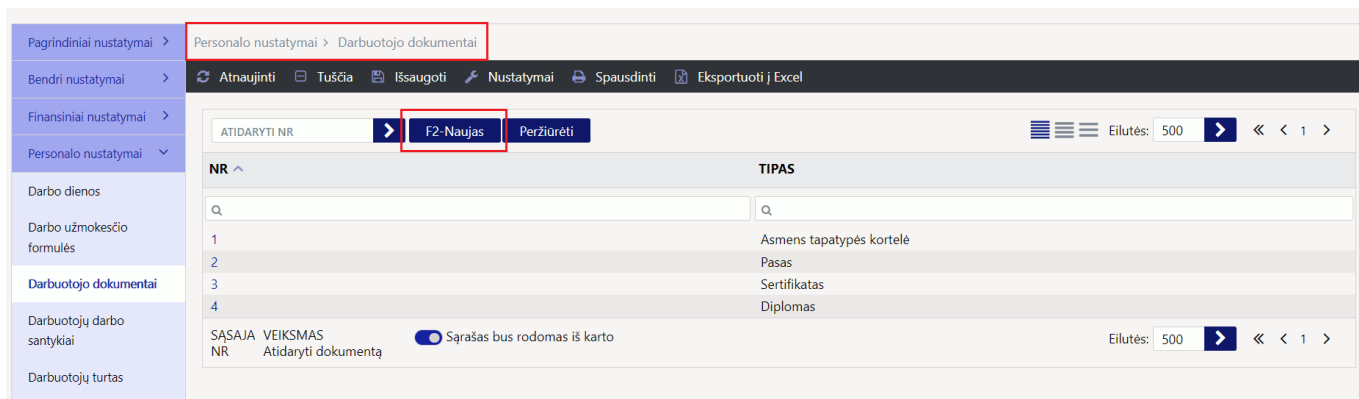 Pagrindiniai nustatymai
Bendri nustatymai
Finansiniai nustatymai
Personalo nustatymai
Darbo dienos
Darbo užmokesčio
formulės
Darbuotojo dokumentai
Darbuotojų darbo
santykiai
Darbuotojų turtas
Personalo nustatymai > Darbuotojo dokumentai
Atnaujinti Tuščia Išsaugoti Nustatymai Spausdinti Eksportuoti į Excel
ATIDARYTI NR F2-Naujas Peržiūrėti Eilutės: 500 1
NR TIPAS
1 Asmens tapatypės kortelė
2 Pasas
3 Sertifikatas
4 Diplomas
SĄSAJA VEIKSMAS Sąrašas bus rodomas iš karto Eilutės: 500 1
NR Atidaryti dokumentą